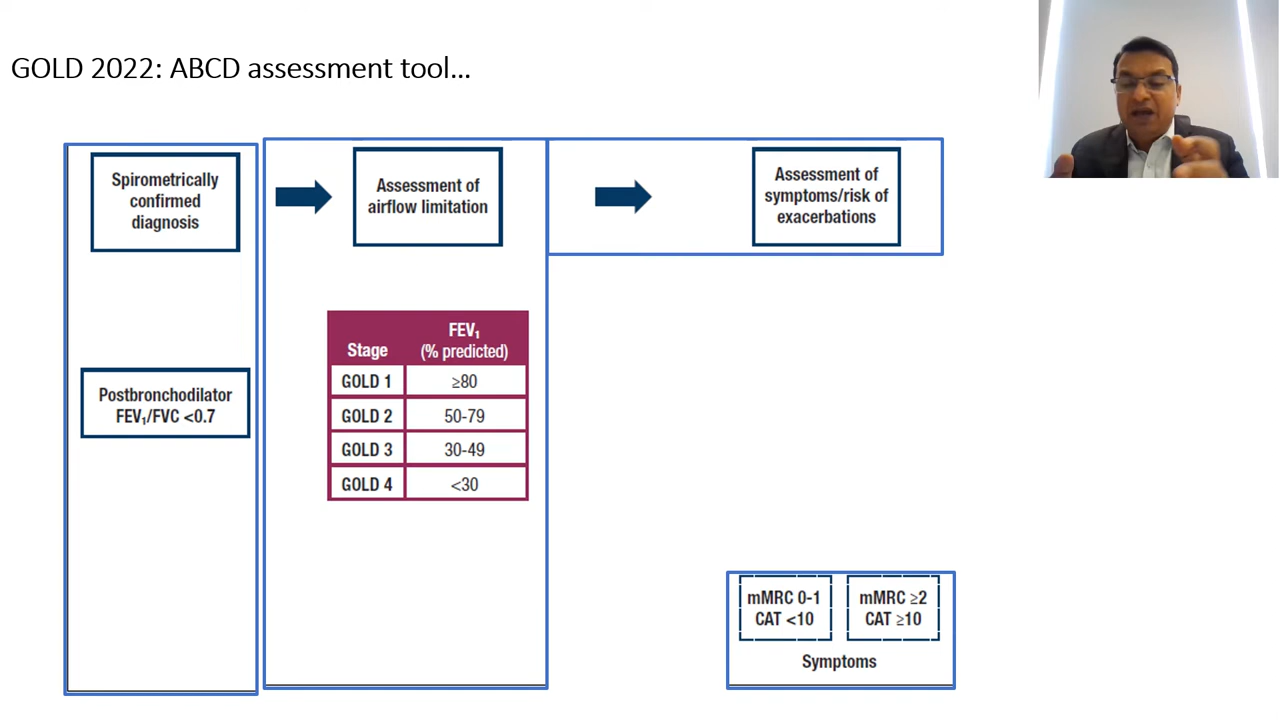 GOLD 2022: ABCD assessment tool...
Spirometrically
confirmed
diagnosis
Assessment of
airflow limitation
Assessment of
symptoms/risk of
exacerbations
Stage
FEV₁
(% predicted)
GOLD 1 ≥80
GOLD 2 50-79
GOLD 3 30-49
GOLD 4 <30
Postbronchodilator
FEV₁/FVC <0.7
mMRC 0-1
CAT <10
mMRC ≥2
CAT ≥10
Symptoms